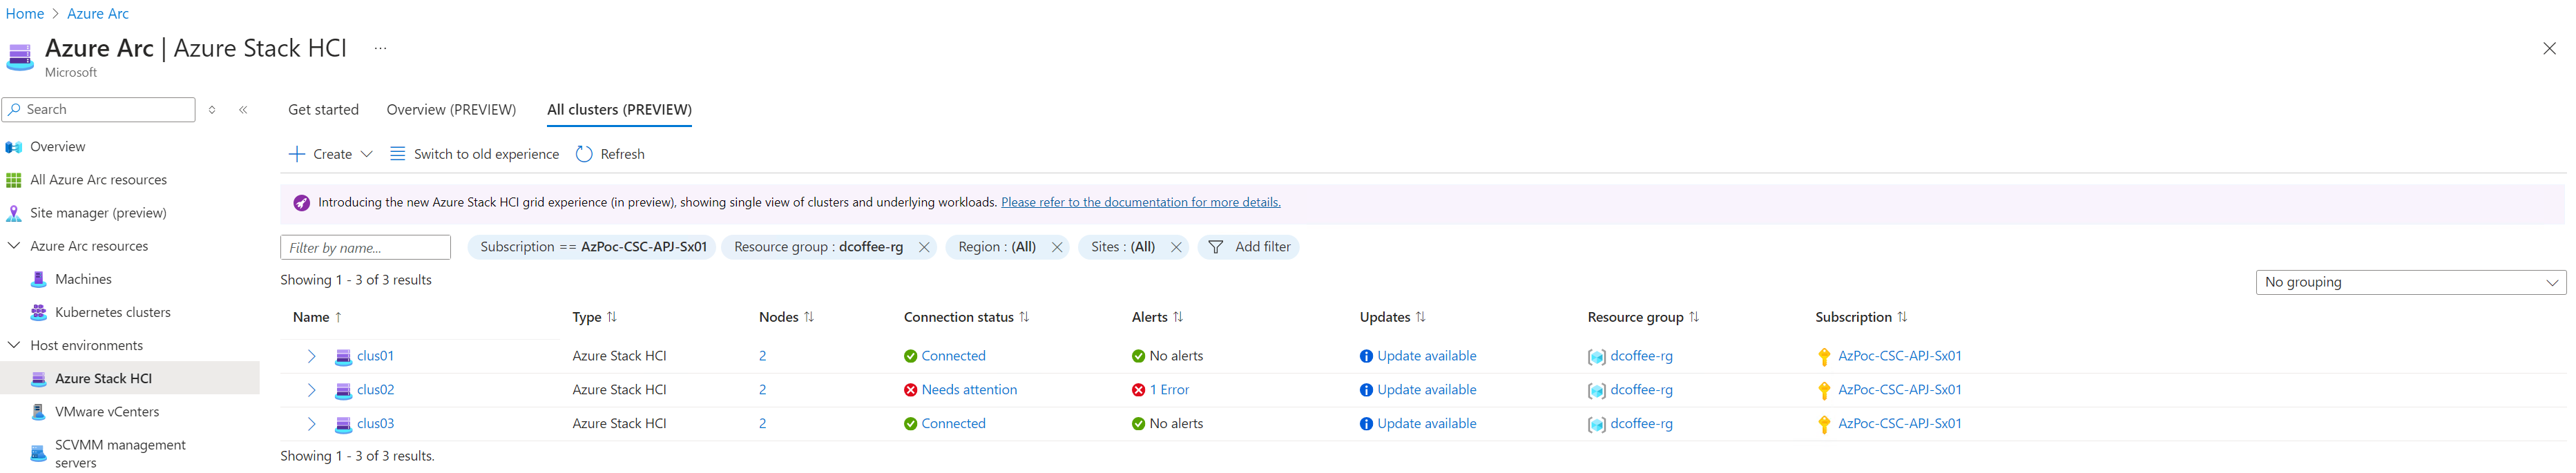 Home > Azure Arc
Azure Arc | Azure Stack HCI ...
Microsoft
Search
Overview
All Azure Arc resources
Site manager (preview)
Azure Arc resources
Machines
Kubernetes clusters
Host environments
Azure Stack HCI
VMware vCenters
SCVMM management
servers
Get started Overview (PREVIEW) All clusters (PREVIEW)
Create Switch to old experience Refresh
Introducing the new Azure Stack HCI grid experience (in preview), showing single view of clusters and underlying workloads. Please refer to the documentation for more details.
Filter by name... Subscription == AzPoc-CSC-APJ-Sx01 Resource group : dcoffee-rg Region : (All) Sites : (All) Add filter
Showing 1 - 3 of 3 results
No grouping
Name ↑ Type ↑↓ Nodes ↑↓ Connection status ↑↓ Alerts ↑↓ Updates ↑↓ Resource group ↑↓ Subscription ↑↓
clus01 Azure Stack HCI 2 Connected No alerts Update available dcoffee-rg AzPoc-CSC-APJ-Sx01
clus02 Azure Stack HCI 2 Needs attention 1 Error Update available dcoffee-rg AzPoc-CSC-APJ-Sx01
clus03 Azure Stack HCI 2 Connected No alerts Update available dcoffee-rg AzPoc-CSC-APJ-Sx01
Showing 1 - 3 of 3 results.